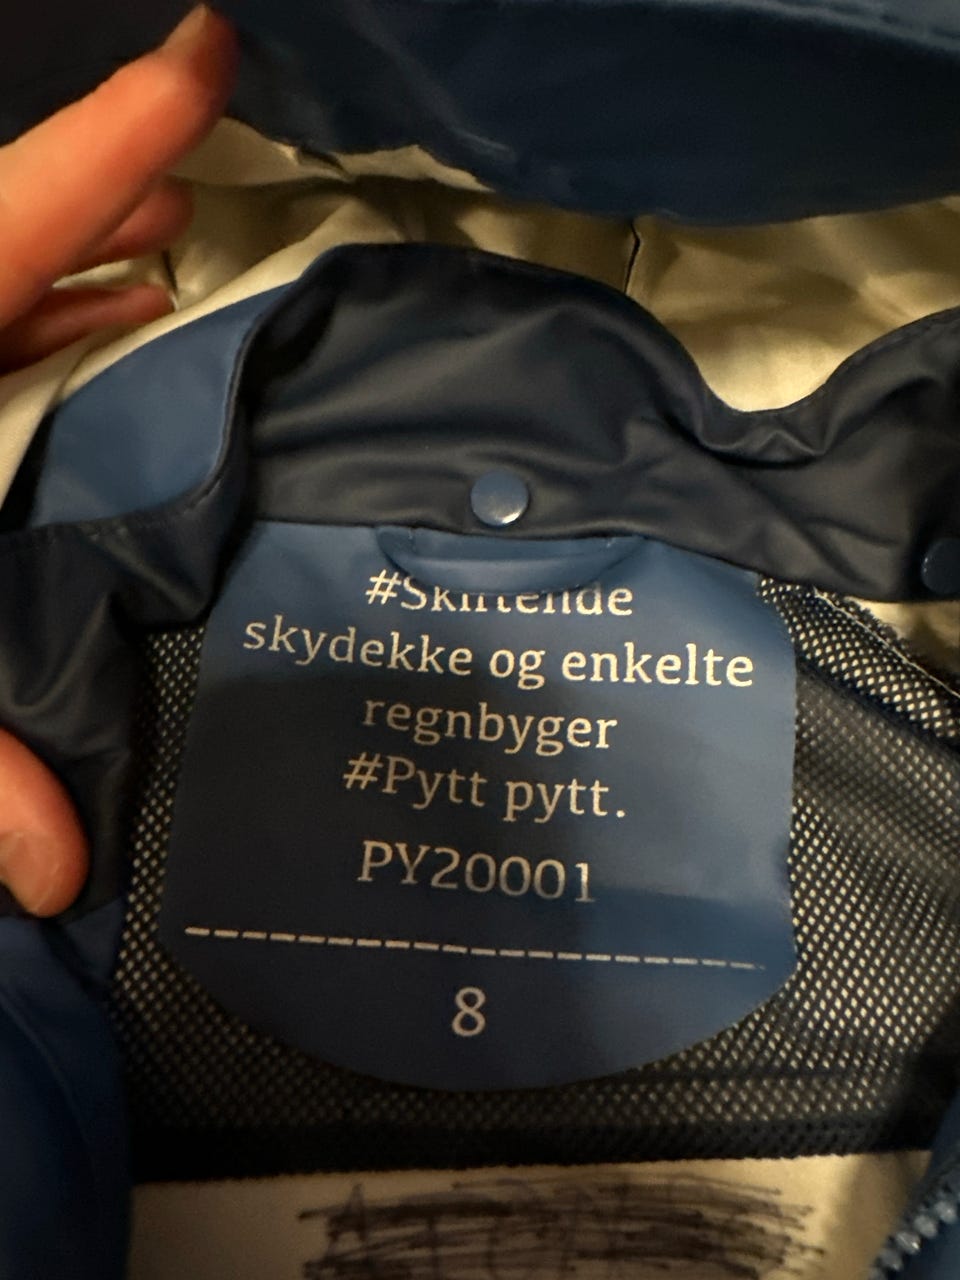 #Skiftende
skydekke og enkelte
regnbyger
#Pytt pytt.
PY20001
8